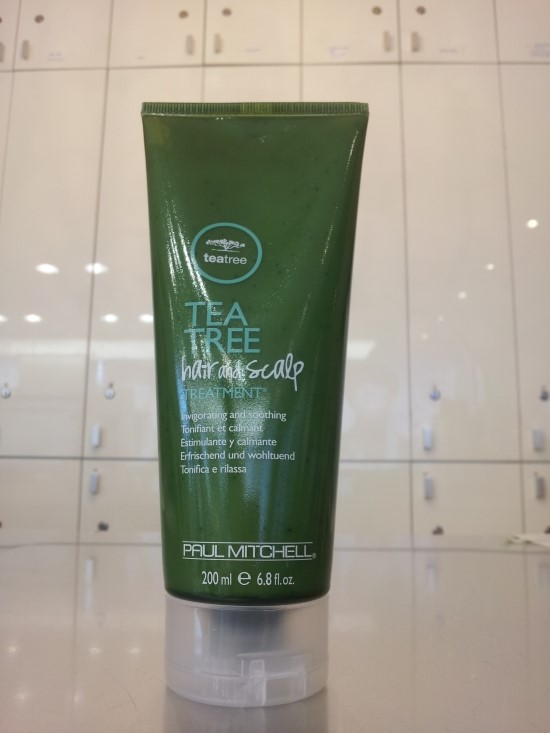 teatree
TEA
TREE
hair and scalp
TREATMENT
Invigorating and soothing
Tonifiant et calmant
Estimulante y calmante
Erfrischend und wohltuend
Tonifica e rilassa
PAUL MITCHELL®
200 ml ℮ 6.8 fl.oz.